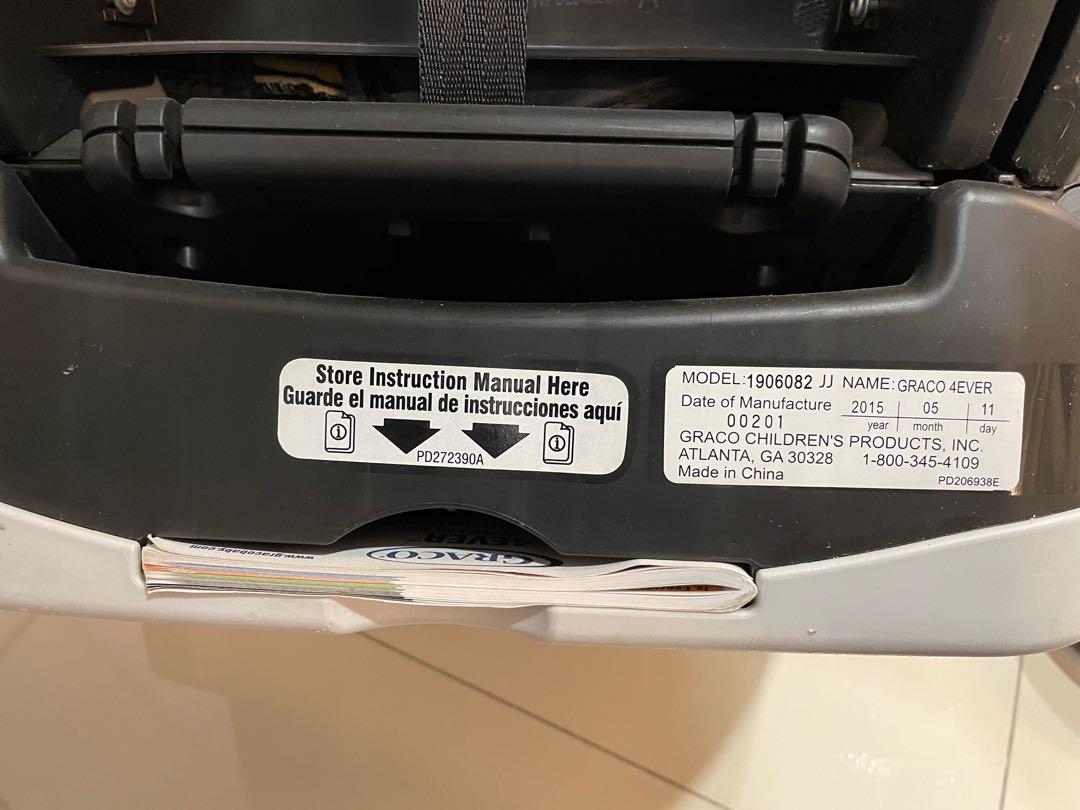 Store Instruction Manual Here
Guarde el manual de instrucciones aquí
PD272390A
MODEL:1906082 JJ NAME: GRACO 4EVER
Date of Manufacture 2015 05 11
00201 year month day
GRACO CHILDREN'S PRODUCTS, INC.
ATLANTA, GA 30328 1-800-345-4109
Made in China PD206938E
4EVER™
GRACO®
www.gracobaby.com